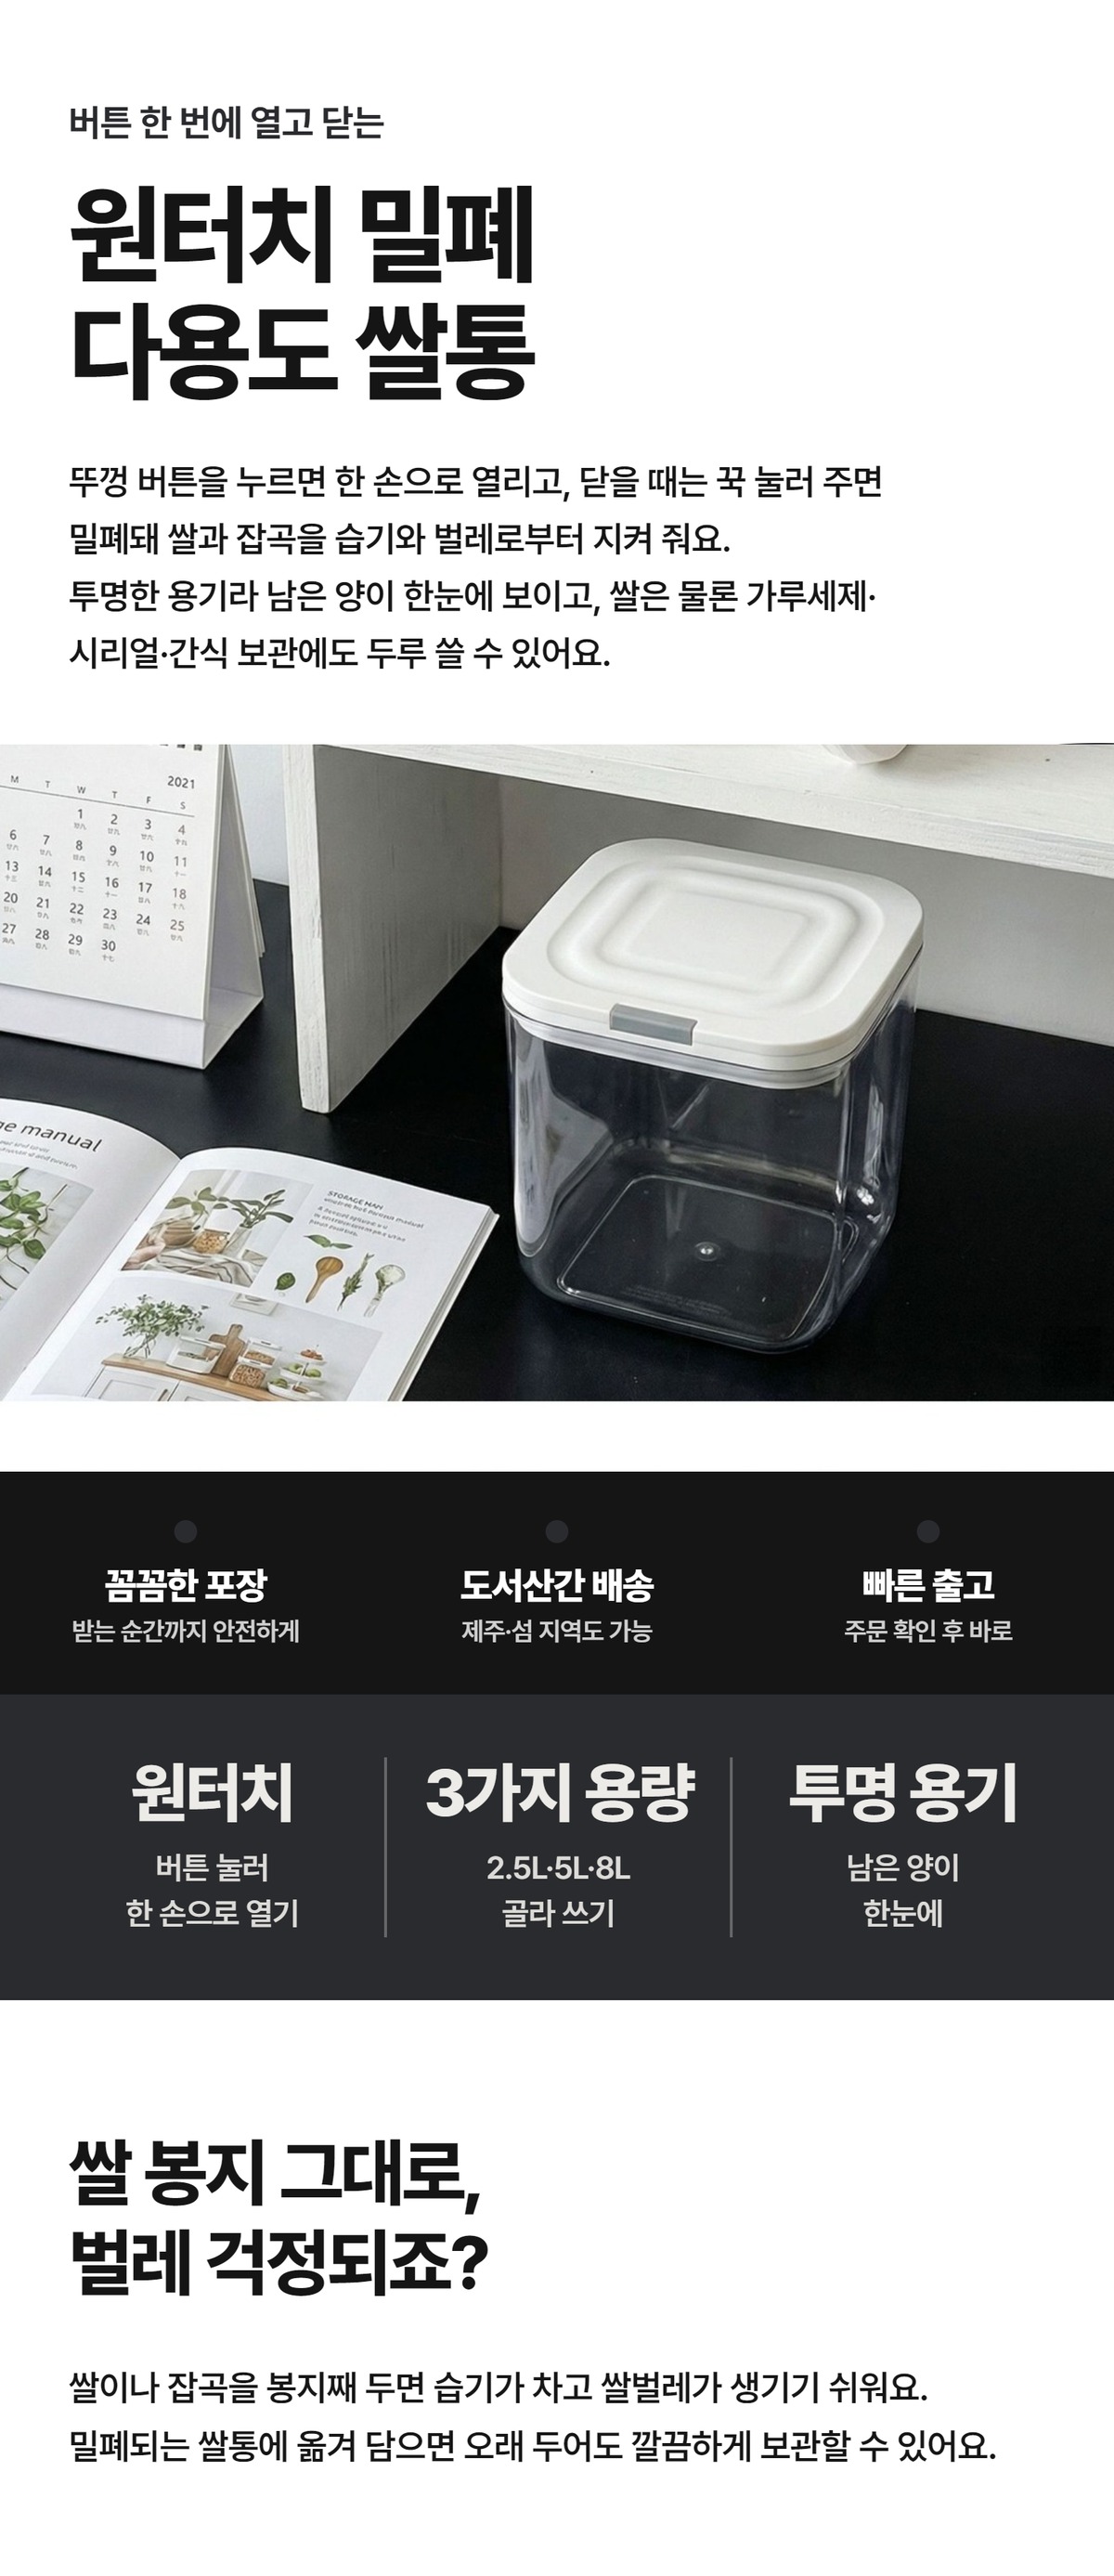 버튼 한 번에 열고 닫는
원터치 밀폐
다용도 쌀통
뚜껑 버튼을 누르면 한 손으로 열리고, 닫을 때는 꾹 눌러 주면
밀폐돼 쌀과 잡곡을 습기와 벌레로부터 지켜 줘요.
투명한 용기라 남은 양이 한눈에 보이고, 쌀은 물론 가루세제·
시리얼·간식 보관에도 두루 쓸 수 있어요.
2021
M T W T F S
1 2 3 4
6 7 8 9 10 11
13 14 15 16 17 18
20 21 22 23 24 25
27 28 29 30
manual
STORAGE MAN
꼼꼼한 포장
받는 순간까지 안전하게
도서산간 배송
제주·섬 지역도 가능
빠른 출고
주문 확인 후 바로
원터치
버튼 눌러
한 손으로 열기
3가지 용량
2.5L·5L·8L
골라 쓰기
투명 용기
남은 양이
한눈에
쌀 봉지 그대로,
벌레 걱정되죠?
쌀이나 잡곡을 봉지째 두면 습기가 차고 쌀벌레가 생기기 쉬워요.
밀폐되는 쌀통에 옮겨 담으면 오래 두어도 깔끔하게 보관할 수 있어요.